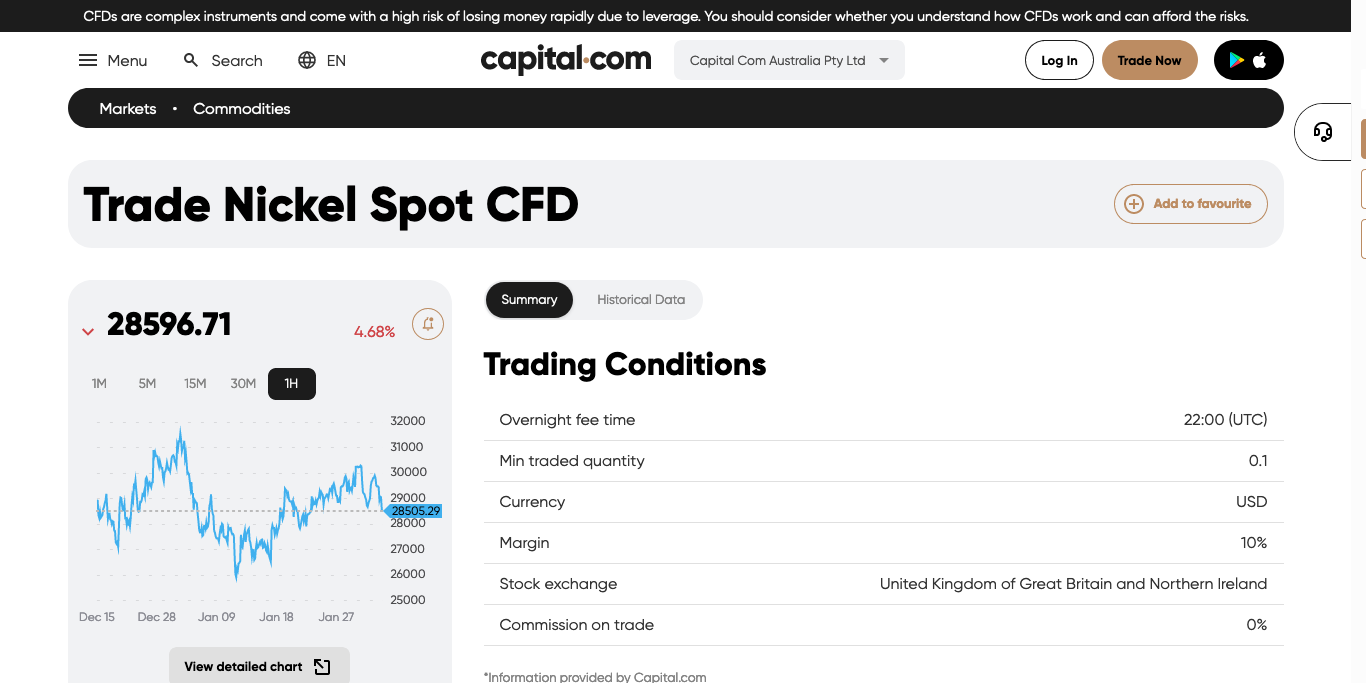 CFDs are complex instruments and come with a high risk of losing money rapidly due to leverage. You should consider whether you understand how CFDs work and can afford the risks.
Menu Search EN capital.com Capital Com Australia Pty Ltd Log In Trade Now
Markets • Commodities
Trade Nickel Spot CFD
Add to favourite
28596.71 4.68%
1M 5M 15M 30M 1H
32000
31000
30000
29000
28505.29
28000
27000
26000
25000
Dec 15 Dec 28 Jan 09 Jan 18 Jan 27
View detailed chart
Summary Historical Data
Trading Conditions
Overnight fee time 22:00 (UTC)
Min traded quantity 0.1
Currency USD
Margin 10%
Stock exchange United Kingdom of Great Britain and Northern Ireland
Commission on trade 0%
*Information provided by Capital.com